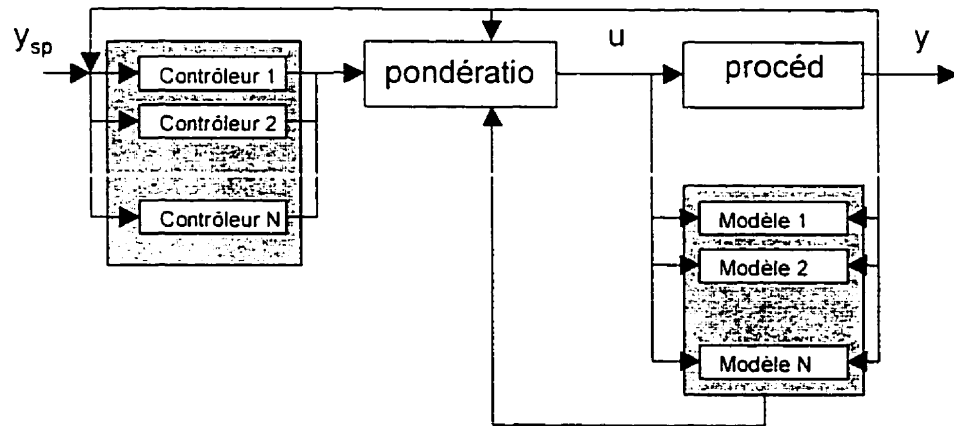 y_sp
Contrôleur 1
Contrôleur 2
Contrôleur N
pondératio
u
procéd
y
Modèle 1
Modèle 2
Modèle N